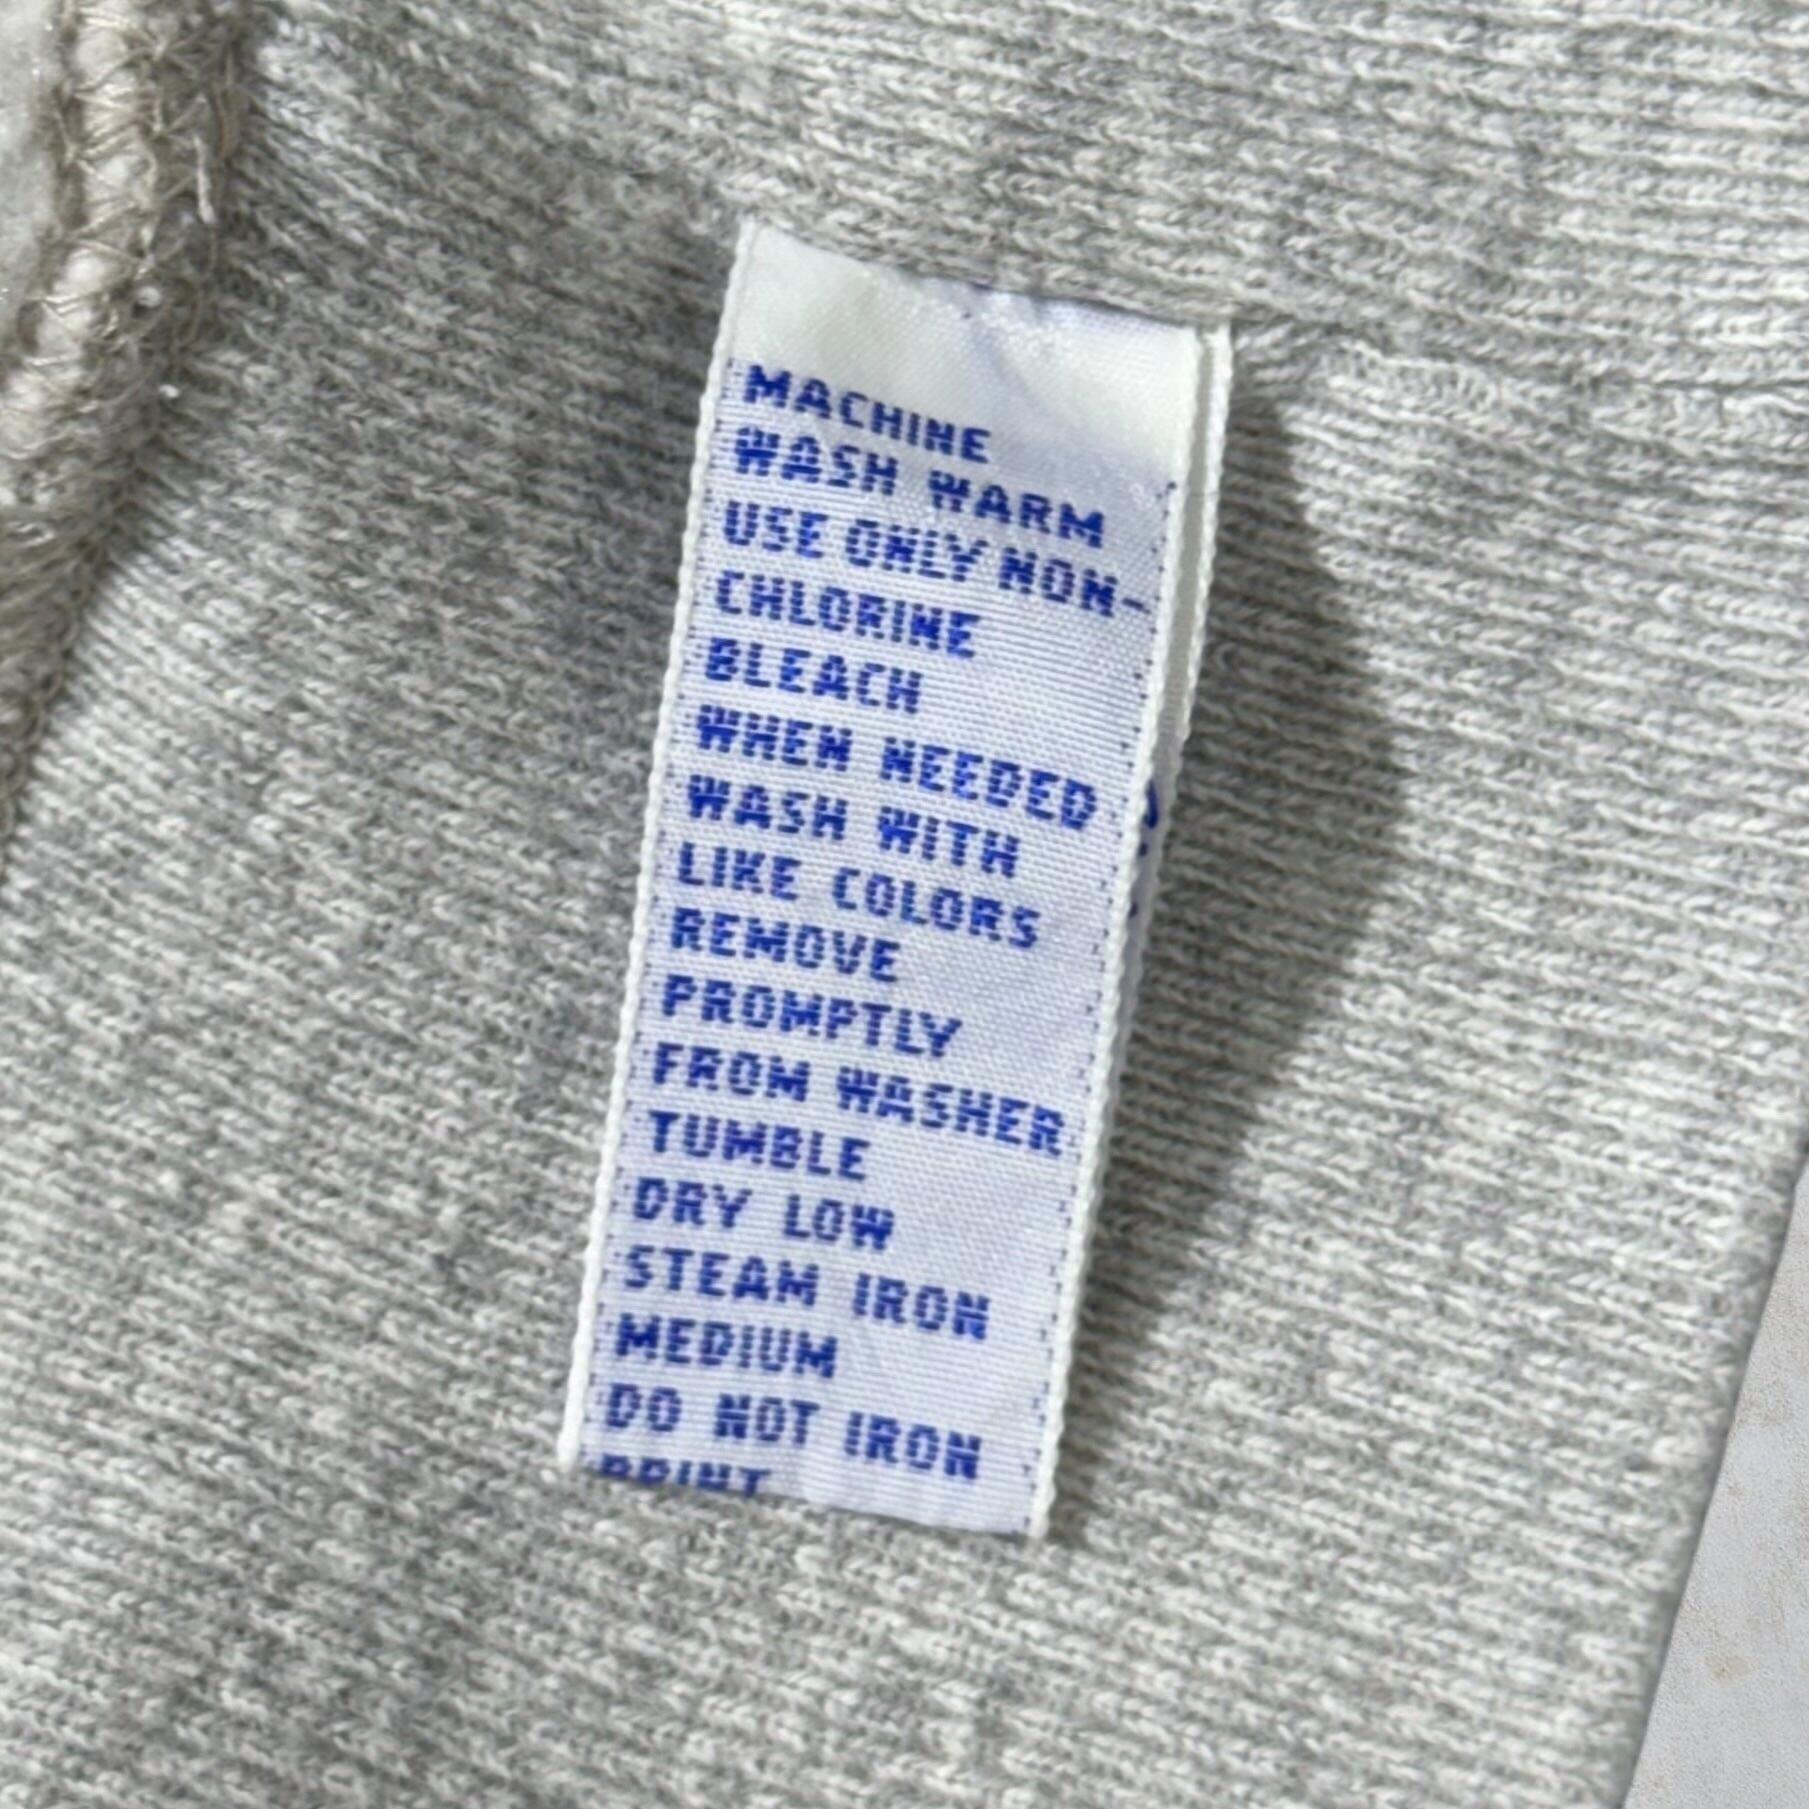 MACHINE
WASH WARM
USE ONLY NON-
CHLORINE
BLEACH
WHEN NEEDED
WASH WITH
LIKE COLORS
REMOVE
PROMPTLY
FROM WASHER
TUMBLE
DRY LOW
STEAM IRON
MEDIUM
DO NOT IRON
PRINT